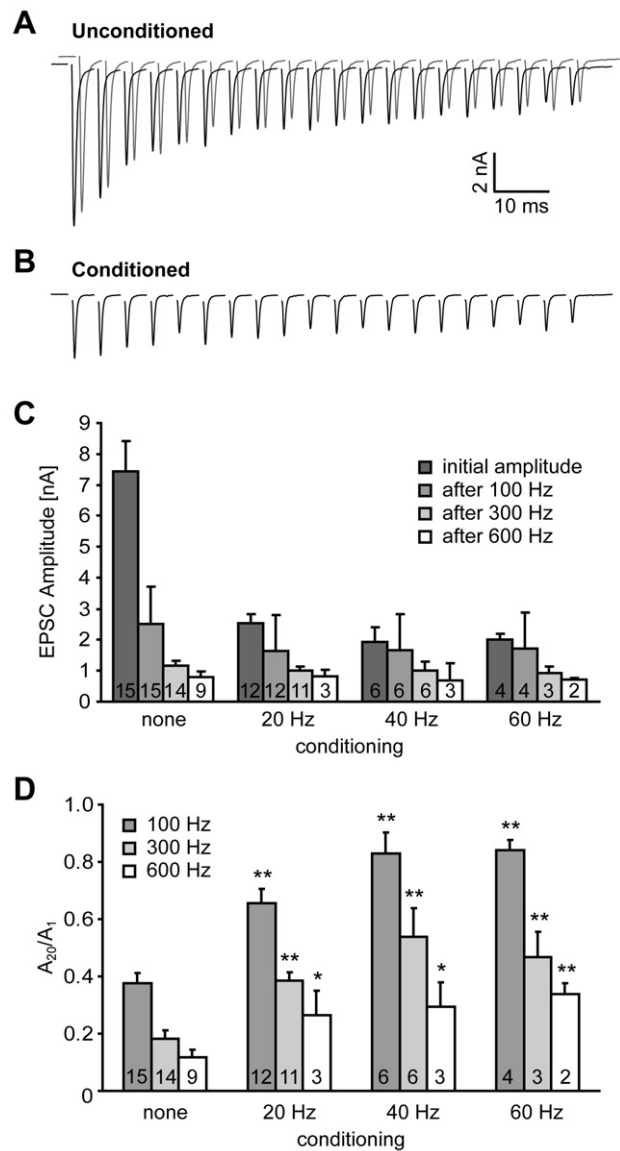 A
Unconditioned
2 nA
10 ms
B
Conditioned
C
EPSC Amplitude [nA]
9
8
7
6
5
4
3
2
1
0
initial amplitude
after 100 Hz
after 300 Hz
after 600 Hz
15 15 14 9 12 12 11 3 6 6 6 3 4 4 3 2
none 20 Hz 40 Hz 60 Hz
conditioning
D
A20/A1
1.0
0.8
0.6
0.4
0.2
0
100 Hz
300 Hz
600 Hz
** ** * ** ** * ** ** **
15 14 9 12 11 3 6 6 3 4 3 2
none 20 Hz 40 Hz 60 Hz
conditioning